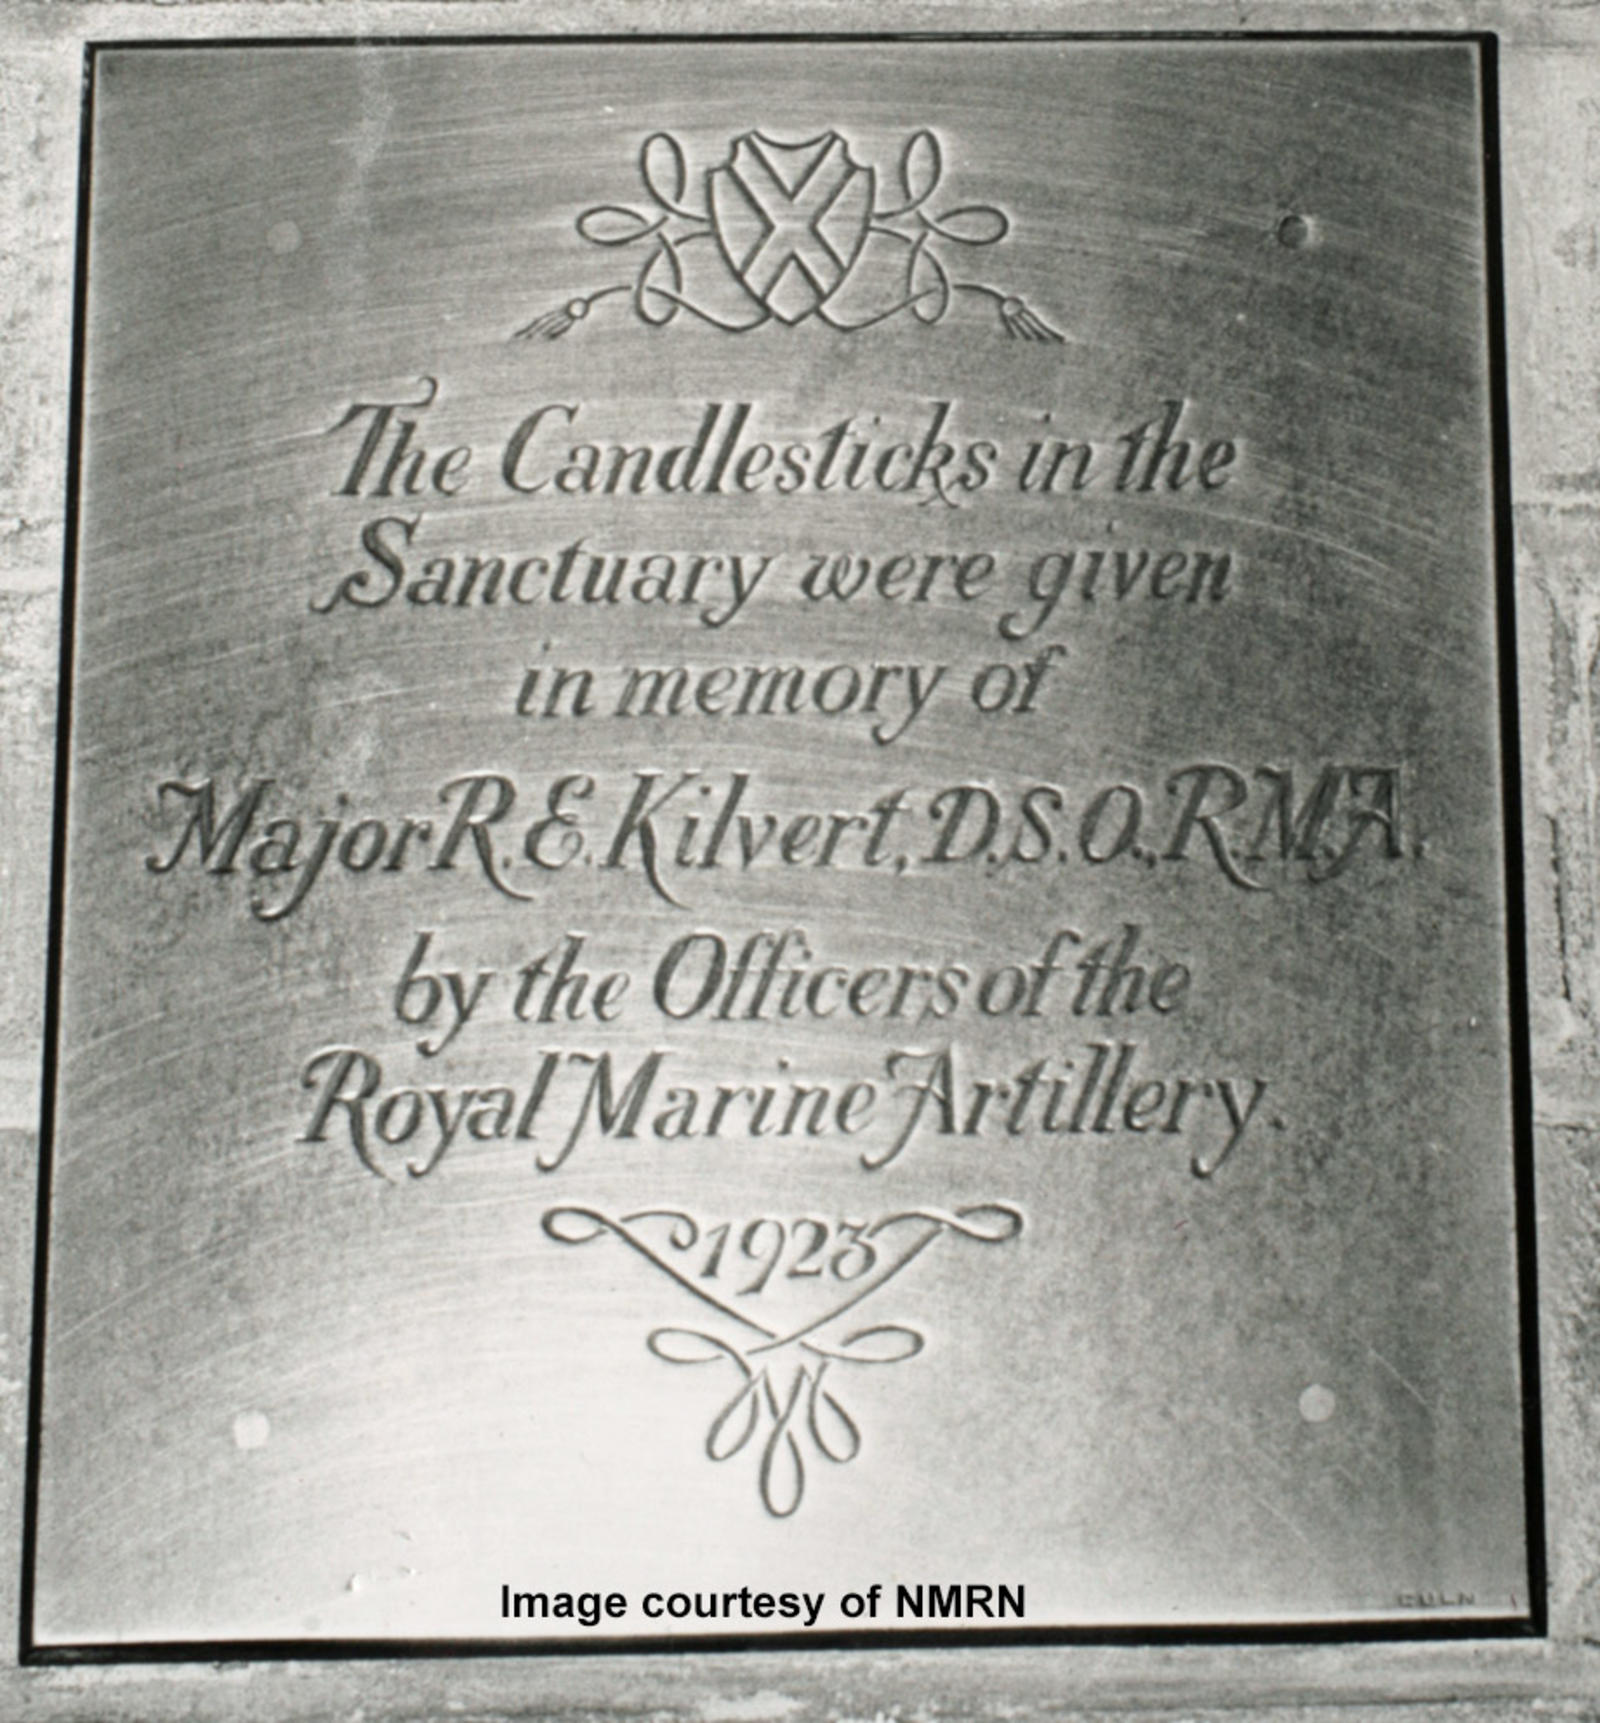 The Candlesticks in the
Sanctuary were given
in memory of
Major R.E. Kilvert, D.S.O., R.M.A.
by the Officers of the
Royal Marine Artillery.
1923
Image courtesy of NMRN